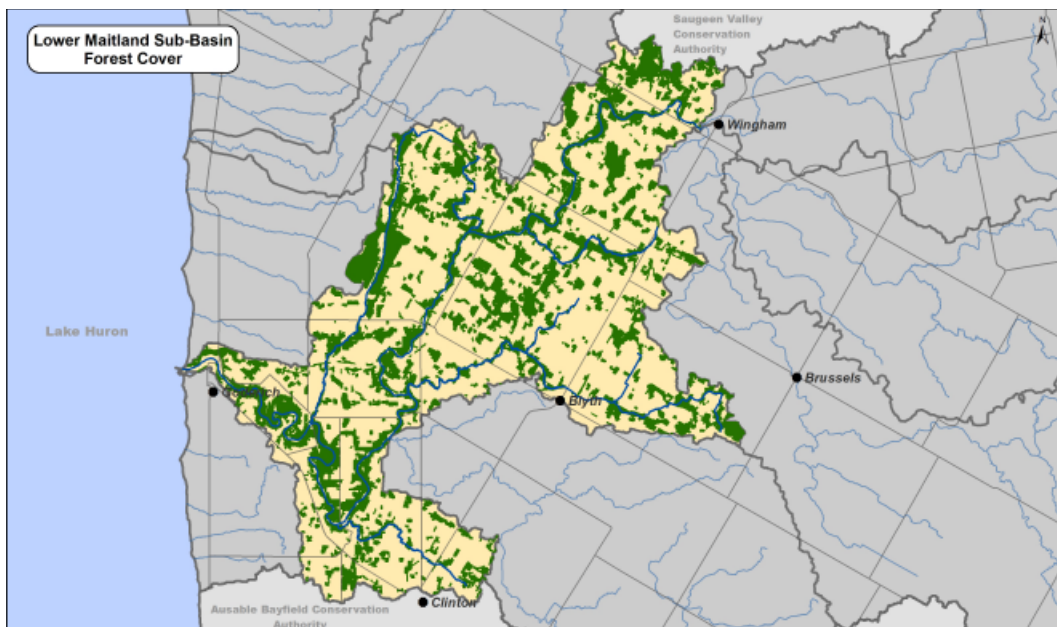 Lower Maitland Sub-Basin
Forest Cover
Saugeen Valley
Conservation
Authority
N
Wingham
Lake Huron
Brussels
Blyth
Clinton
Ausable Bayfield Conservation
Authority